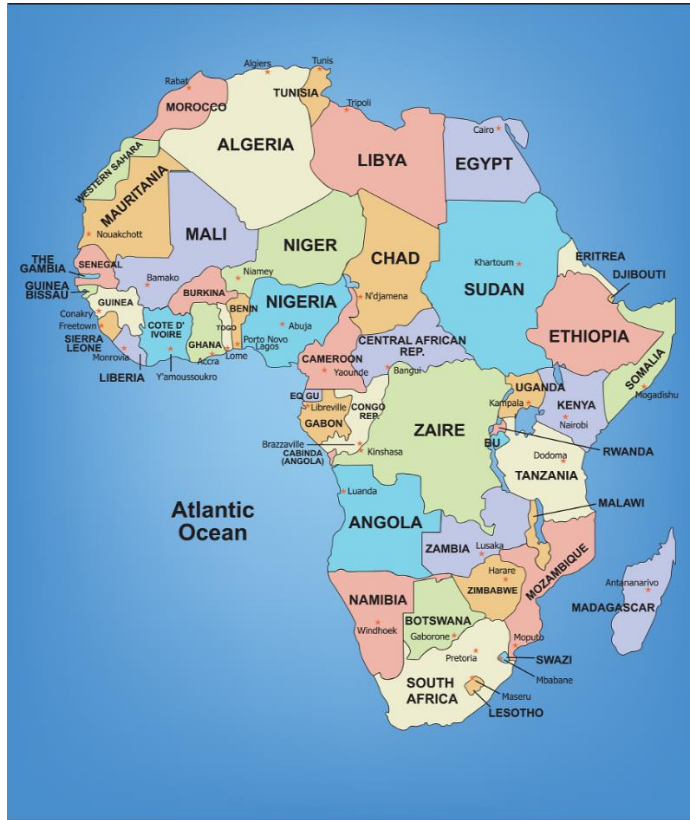 Tunis
Algiers
Rabat
TUNISIA
MOROCCO
Tripoli
Cairo
ALGERIA
LIBYA
EGYPT
WESTERN SAHARA
MAURITANIA
MALI
NIGER
CHAD
Nouakchott
Khartoum
ERITREA
THE
GAMBIA
SENEGAL
DJIBOUTI
Bamako
Niamey
SUDAN
GUINEA
BISSAU
GUINEA
BURKINA
N'djamena
NIGERIA
BENIN
Conakry
Freetown
COTE D'
IVOIRE
TOGO
Abuja
ETHIOPIA
SIERRA
LEONE
GHANA
Porto Novo
Lagos
CENTRAL AFRICAN
REP.
SOMALIA
Monrovia
Accra
Lome
CAMEROON
Yaounde
Bangui
LIBERIA
Y'amoussoukro
UGANDA
Mogadishu
EQ GU
Libreville
CONGO
REP
Kampala
KENYA
GABON
ZAIRE
Nairobi
Brazzaville
BU
RWANDA
CABINDA
(ANGOLA)
Kinshasa
Dodoma
TANZANIA
Luanda
MALAWI
Atlantic
Ocean
ANGOLA
ZAMBIA
Lusaka
MOZAMBIQUE
Harare
ZIMBABWE
Antananarivo
NAMIBIA
MADAGASCAR
BOTSWANA
Windhoek
Gaborone
Moputo
Pretoria
SWAZI
Mbabane
SOUTH
AFRICA
Maseru
LESOTHO